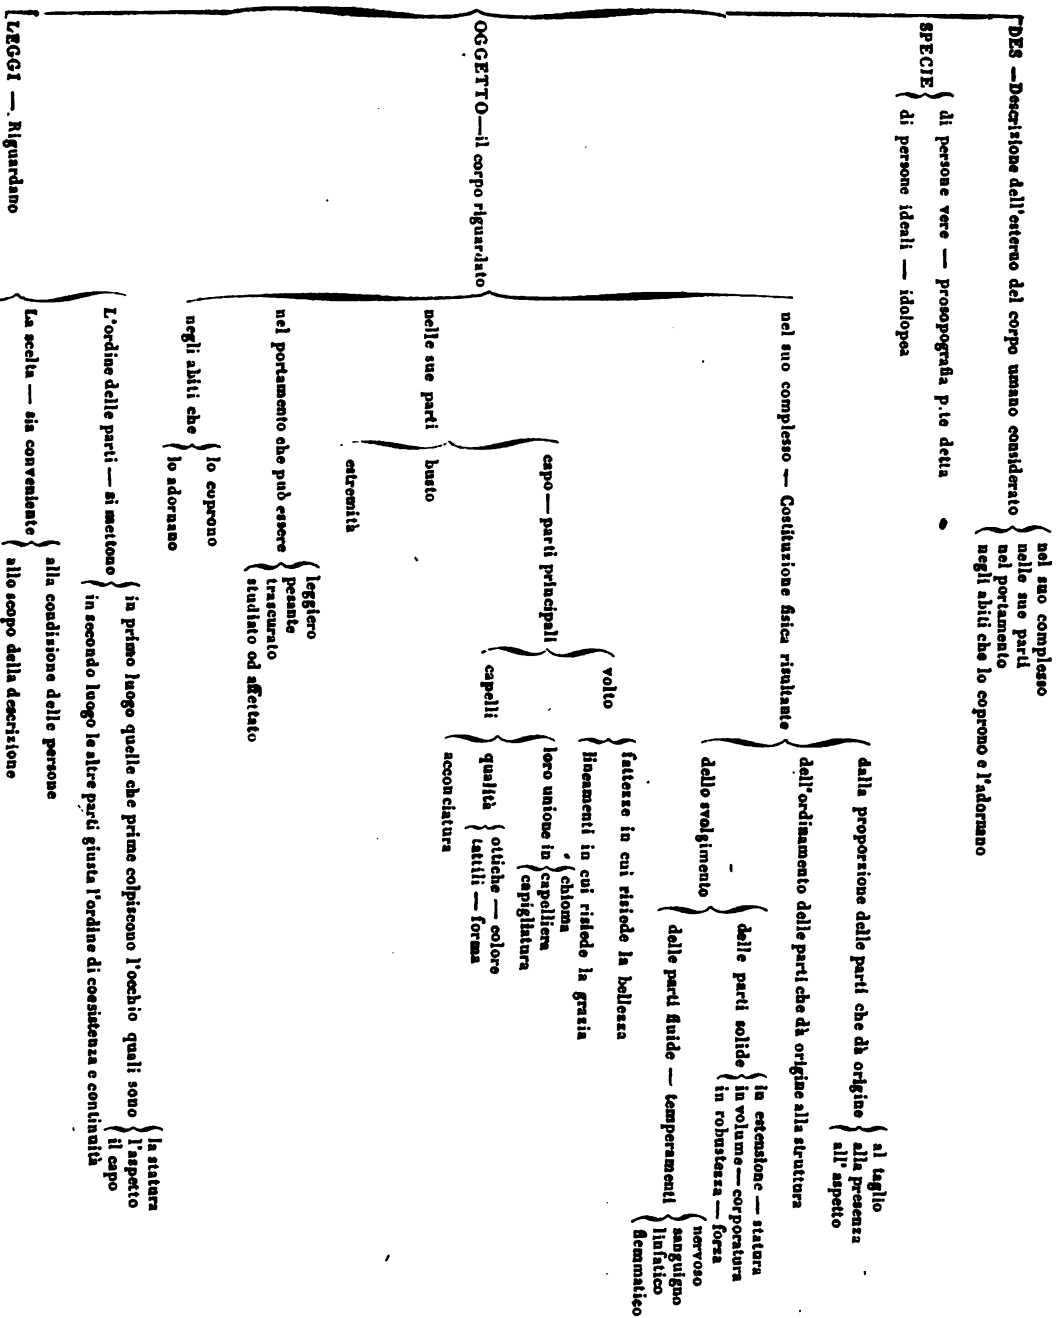 DES — Descrizione dell'esterno del corpo umano considerato
nel suo complesso
nelle sue parti
nel portamento
negli abiti che lo coprono e l'adornano
SPECIE
di persone vere — prosopografia p.te detta
di persone ideali — idolopea
OGGETTO — il corpo riguardato
nel suo complesso — Costituzione fisica risultante
dalla proporzione delle parti che dà origine
al taglio
alla presenza
all' aspetto
dell'ordinamento delle parti che dà origine alla struttura
dello svolgimento
delle parti solide
in estensione — statura
in volume — corporatura
in robustezza — forza
delle parti fluide — temperamenti
nervoso
sanguigno
linfatico
flemmatico
nelle sue parti
capo — parti principali
volto
fattezze in cui risiede la bellezza
lineamenti in cui risiede la grazia
capelli
loro unione in
chioma
capelliera
capigliatura
qualità
ottiche — colore
tattili — forma
acconciatura
busto
estremità
nel portamento che può essere
leggiero
pesante
trascurato
studiato od affettato
negli abiti che
lo coprono
lo adornano
LEGGI —. Riguardano
L'ordine delle parti — si mettono
in primo luogo quelle che prime colpiscono l'occhio quali sono
la statura
l'aspetto
il capo
in secondo luogo le altre parti giusta l'ordine di coesistenza e continuità
La scelta — sia conveniente
alla condizione delle persone
allo scopo della descrizione